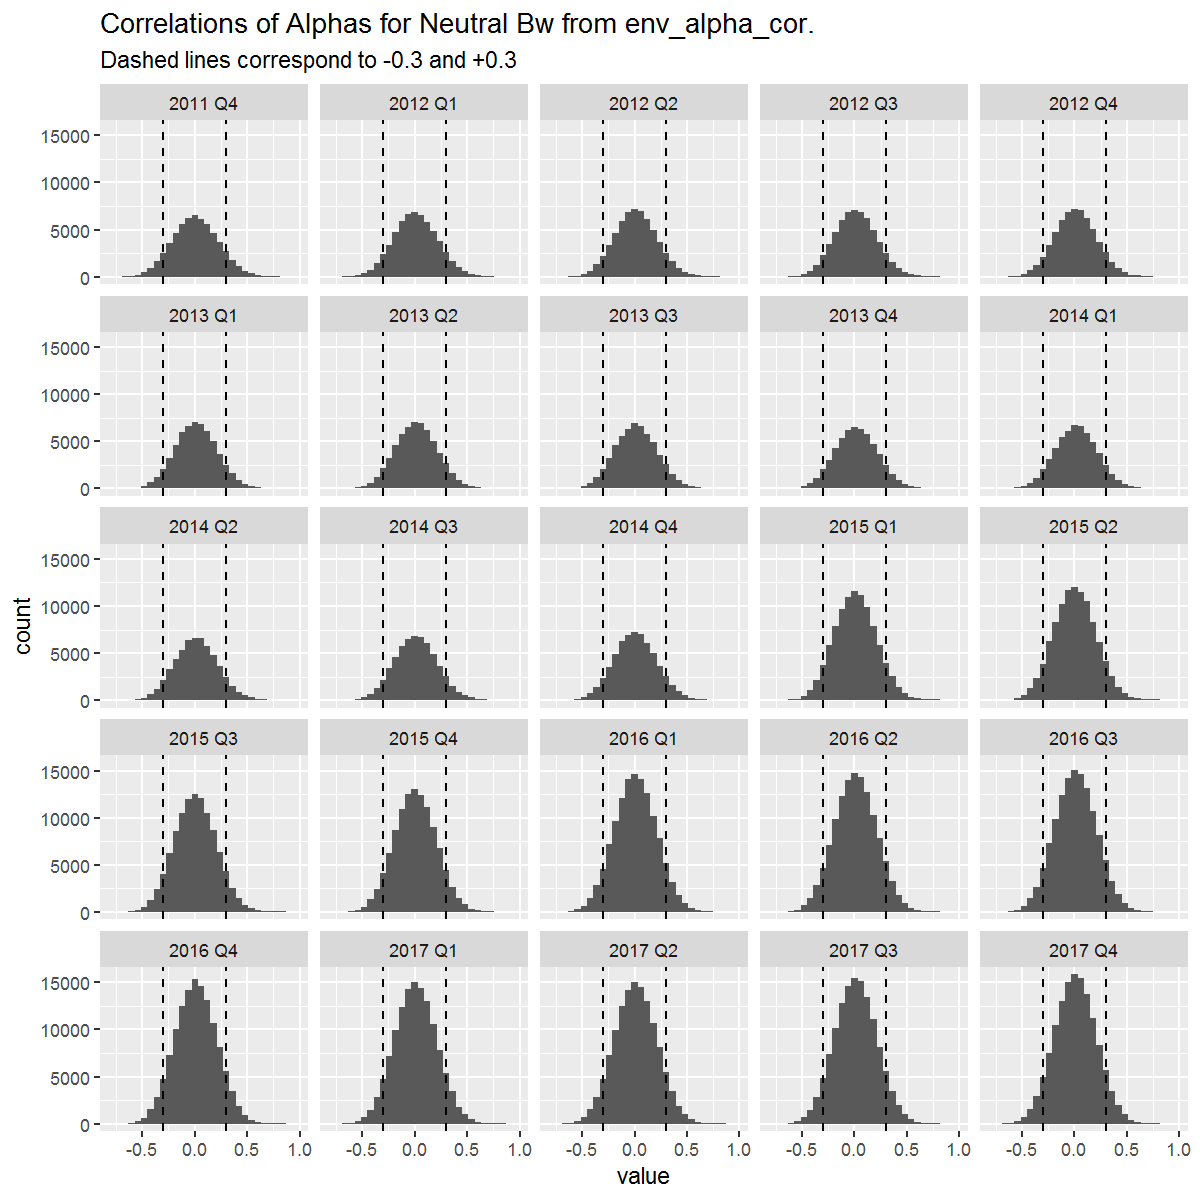 Correlations of Alphas for Neutral Bw from env_alpha_cor.
Dashed lines correspond to -0.3 and +0.3
2011 Q4 2012 Q1 2012 Q2 2012 Q3 2012 Q4
15000
10000
5000
0
2013 Q1 2013 Q2 2013 Q3 2013 Q4 2014 Q1
15000
10000
5000
0
2014 Q2 2014 Q3 2014 Q4 2015 Q1 2015 Q2
15000
10000
5000
0
count
2015 Q3 2015 Q4 2016 Q1 2016 Q2 2016 Q3
15000
10000
5000
0
2016 Q4 2017 Q1 2017 Q2 2017 Q3 2017 Q4
15000
10000
5000
0
-0.5 0.0 0.5 1.0 -0.5 0.0 0.5 1.0 -0.5 0.0 0.5 1.0 -0.5 0.0 0.5 1.0 -0.5 0.0 0.5 1.0
value